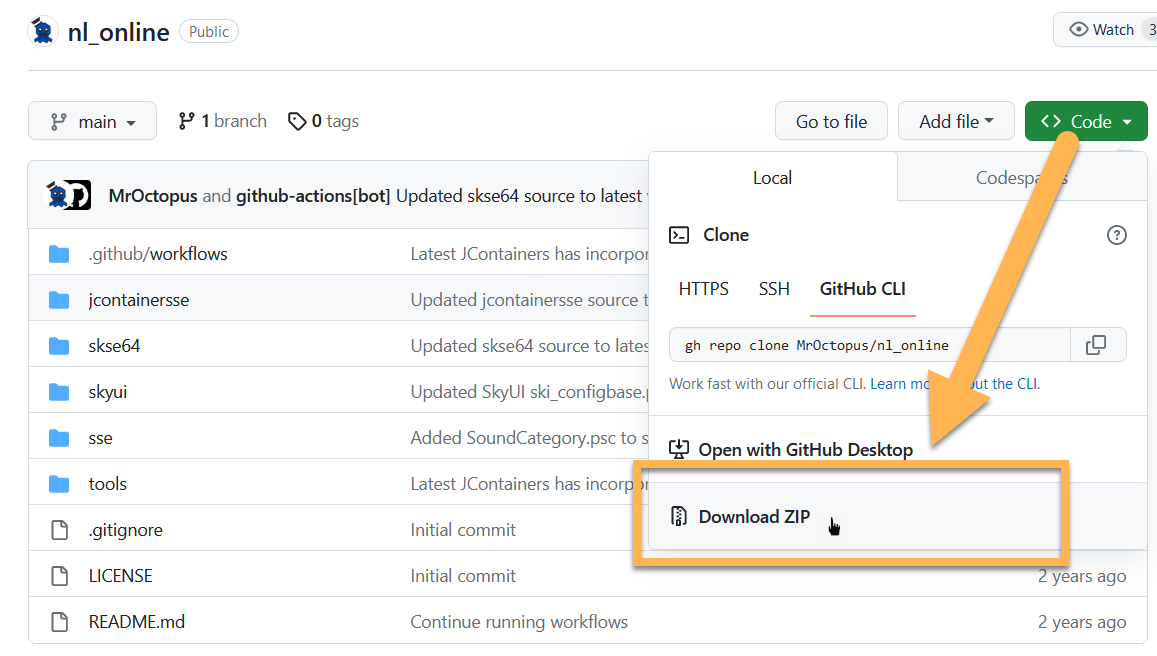 nl_online Public
Watch 3
main 1 branch 0 tags Go to file Add file Code
MrOctopus and github-actions[bot] Updated skse64 source to latest
.github/workflows Latest JContainers has incorpor
jcontainersse Updated jcontainersse source t
skse64 Updated skse64 source to lates
skyui Updated SkyUI ski_configbase.p
sse Added SoundCategory.psc to s
tools Latest JContainers has incorpor
.gitignore Initial commit
LICENSE Initial commit 2 years ago
README.md Continue running workflows 2 years ago
Local Codespaces
Clone
HTTPS SSH GitHub CLI
gh repo clone MrOctopus/nl_online
Work fast with our official CLI. Learn more about the CLI.
Open with GitHub Desktop
Download ZIP